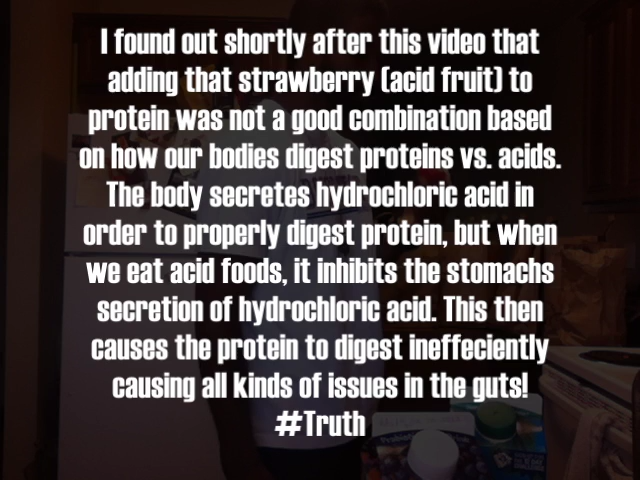 I found out shortly after this video that
adding that strawberry (acid fruit) to
protein was not a good combination based
on how our bodies digest proteins vs. acids.
The body secretes hydrochloric acid in
order to properly digest protein, but when
we eat acid foods, it inhibits the stomachs
secretion of hydrochloric acid. This then
causes the protein to digest ineffeciently
causing all kinds of issues in the guts!
#Truth